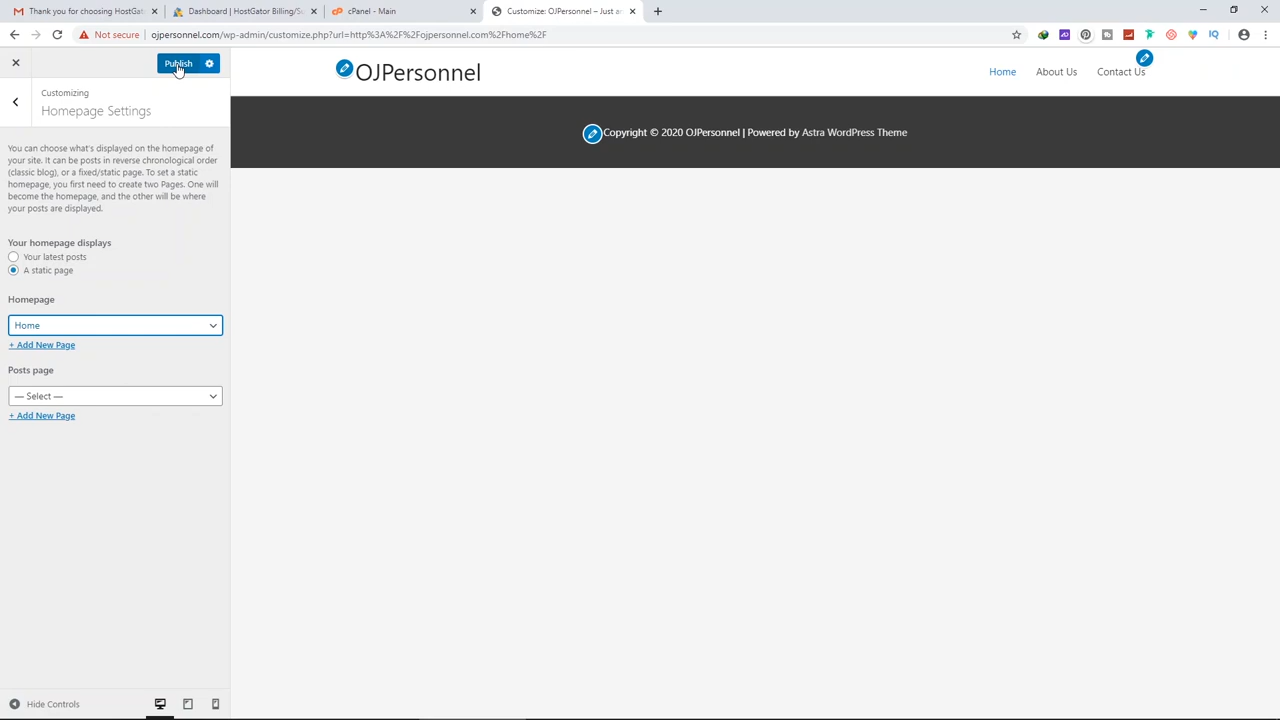 Thank you for choosing HostGat
Dashboard | HostGator Billing/Su
cPanel - Main
Customize: OJPersonnel – Just an
Not secure
ojpersonnel.com/wp-admin/customize.php?url=http%3A%2F%2Fojpersonnel.com%2Fhome%2F
Publish
Customizing
Homepage Settings
You can choose what's displayed on the homepage of
your site. It can be posts in reverse chronological order
(classic blog), or a fixed/static page. To set a static
homepage, you first need to create two Pages. One will
become the homepage, and the other will be where
your posts are displayed.
Your homepage displays
Your latest posts
A static page
Homepage
Home
+ Add New Page
Posts page
— Select —
+ Add New Page
Hide Controls
OJPersonnel
Home
About Us
Contact Us
Copyright © 2020 OJPersonnel | Powered by Astra WordPress Theme